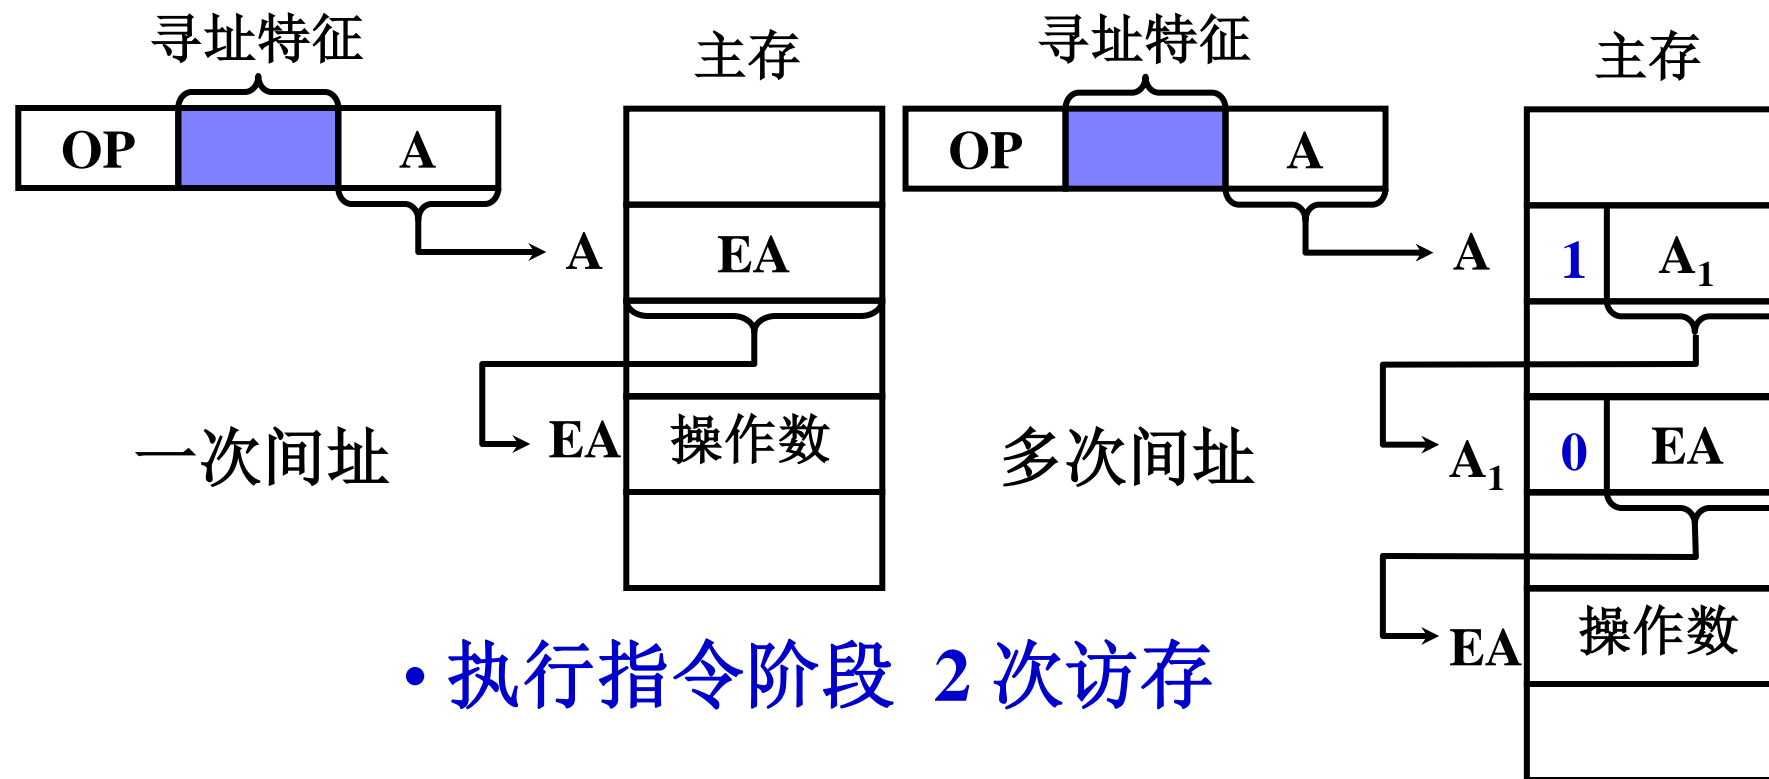 寻址特征
主存
OP A
A EA
EA 操作数
一次间址
寻址特征
主存
OP A
A 1 A₁
A₁ 0 EA
EA 操作数
多次间址
• 执行指令阶段 2 次访存